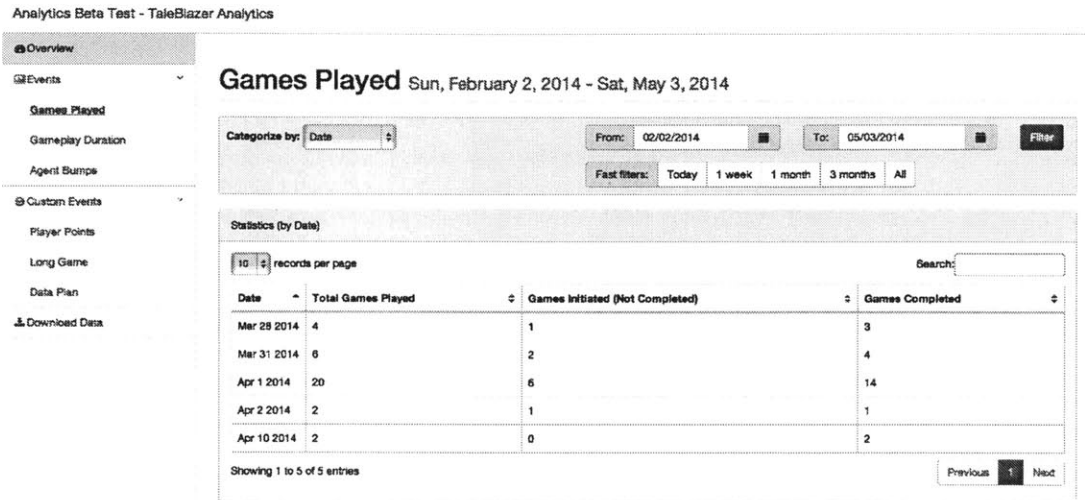 Analytics Beta Test - TaleBlazer Analytics
Overview
Events
Games Played
Gameplay Duration
Agent Bumps
Custom Events
Player Points
Long Game
Data Plan
Download Data
Games Played Sun, February 2, 2014 - Sat, May 3, 2014
Categorize by: Date From: 02/02/2014 To: 05/03/2014 Filter
Fast filters: Today 1 week 1 month 3 months All
Statistics (by Date)
10 records per page Search:
Date Total Games Played Games Initiated (Not Completed) Games Completed
Mar 28 2014 4 1 3
Mar 31 2014 6 2 4
Apr 1 2014 20 6 14
Apr 2 2014 2 1 1
Apr 10 2014 2 0 2
Showing 1 to 5 of 5 entries Previous 1 Next